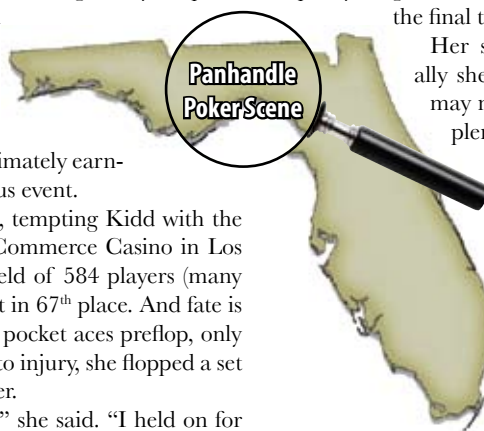 Panhandle
Poker Scene
imately earn-
us event.
, tempting Kidd with the
Commerce Casino in Los
eld of 584 players (many
t in 67th place. And fate is
pocket aces preflop, only
to injury, she flopped a set
er.
” she said. “I held on for
the final t
Her s
ally she
may n
plen